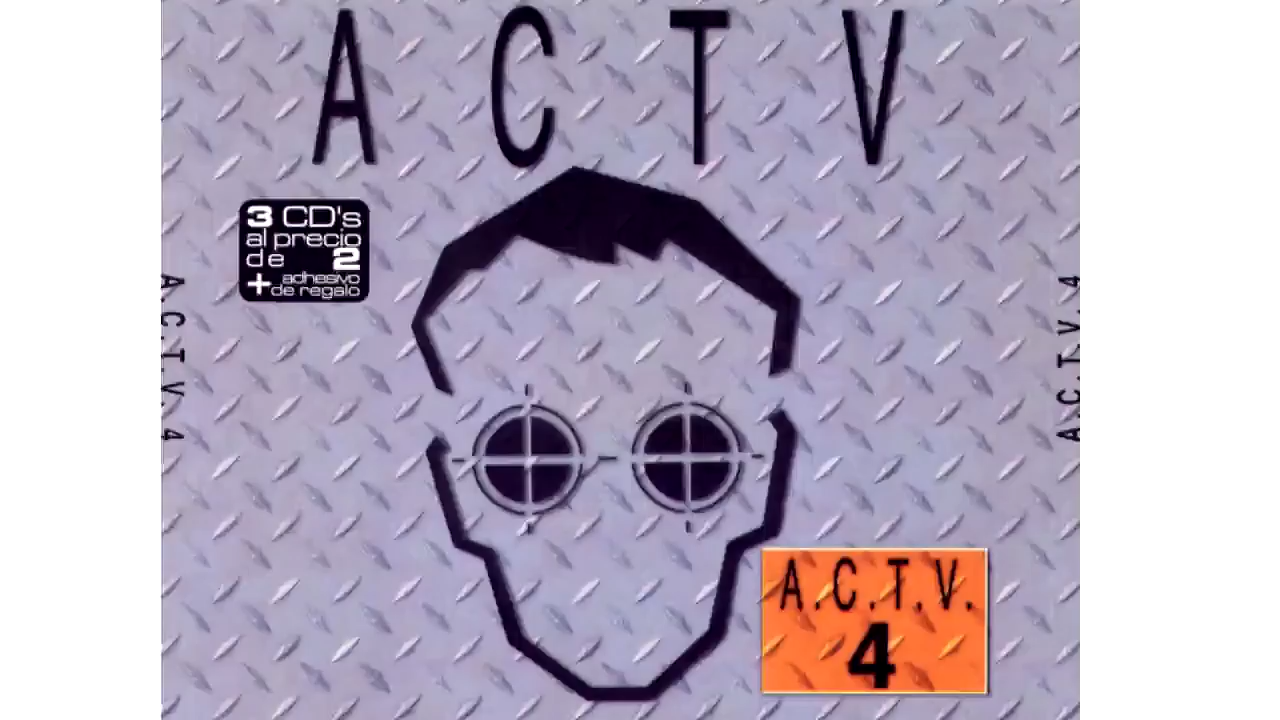 A C T V
3 CD's
al precio
de 2
+ adhesivo
de regalo
A.C.T.V. 4
A.C.T.V. 4
A.C.T.V.
4